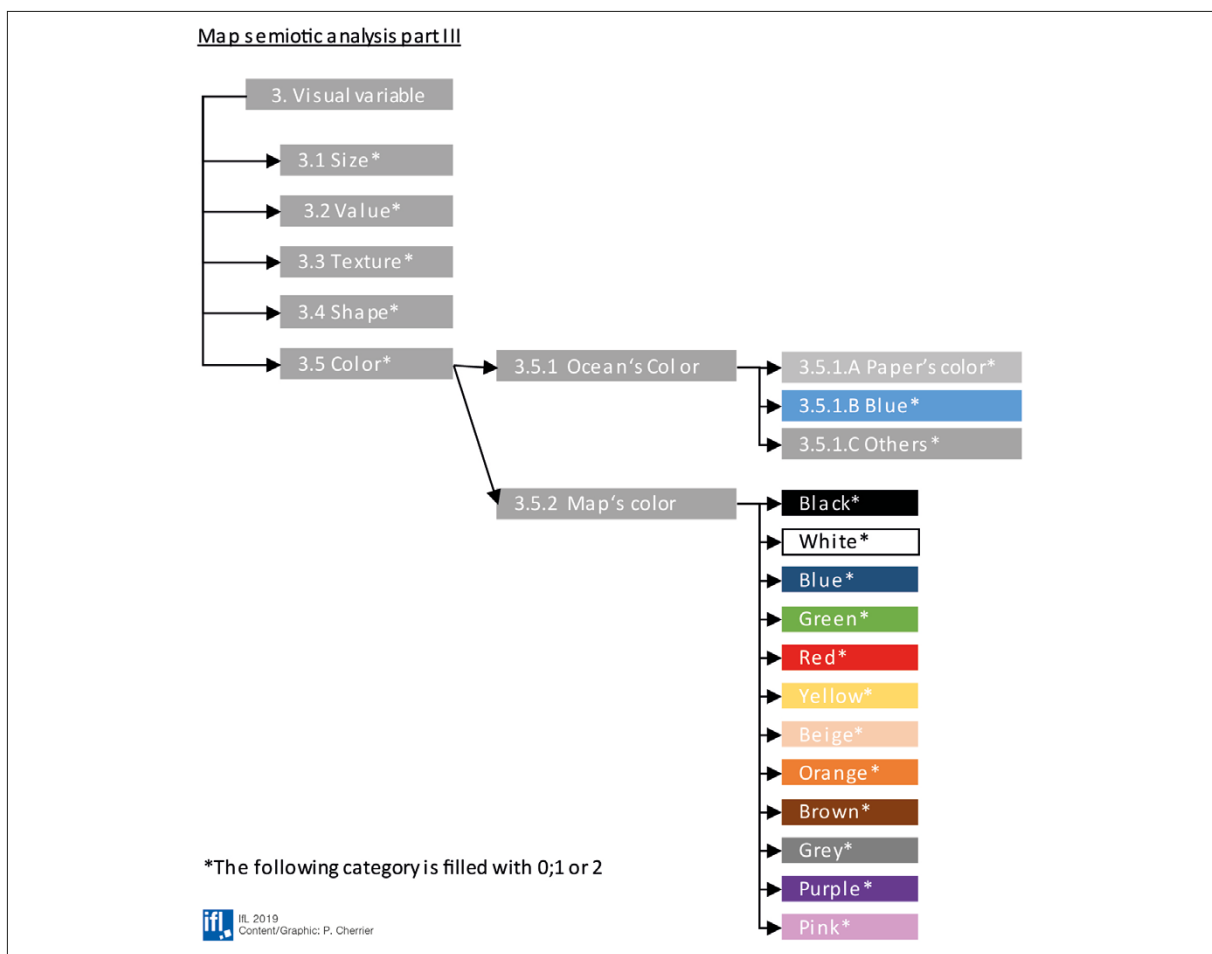 Map semiotic analysis part III
3. Visual variable
3.1 Size*
3.2 Value*
3.3 Texture*
3.4 Shape*
3.5 Color*
3.5.1 Ocean‘s Color
3.5.1.A Paper’s color*
3.5.1.B Blue*
3.5.1.C Others*
3.5.2 Map‘s color
Black*
White*
Blue*
Green*
Red*
Yellow*
Beige*
Orange*
Brown*
Grey*
Purple*
Pink*
*The following category is filled with 0;1 or 2
ifl
IfL 2019
Content/Graphic: P. Cherrier